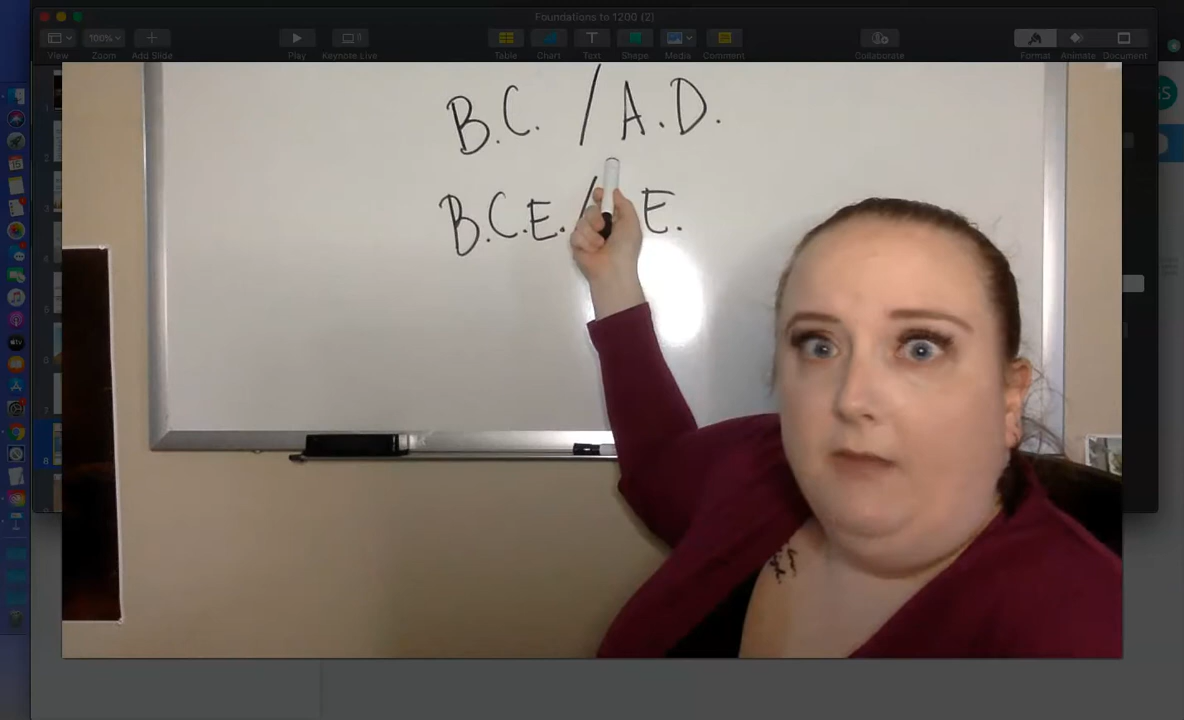 Foundations to 1200 (2)
100%
View
Zoom
Add Slide
Play
Keynote Live
Table
Chart
Text
Shape
Media
Comment
Collaborate
Format
Animate
Document
B.C. / A.D.
B.C.E. / E.